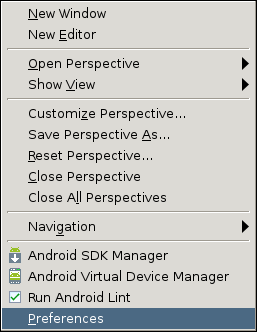 New Window
New Editor
Open Perspective
Show View
Customize Perspective...
Save Perspective As...
Reset Perspective...
Close Perspective
Close All Perspectives
Navigation
Android SDK Manager
Android Virtual Device Manager
Run Android Lint
Preferences